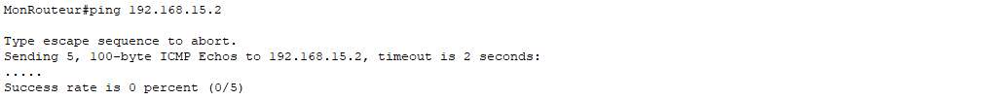 MonRouteur#ping 192.168.15.2
Type escape sequence to abort.
Sending 5, 100-byte ICMP Echos to 192.168.15.2, timeout is 2 seconds:
.....
Success rate is 0 percent (0/5)